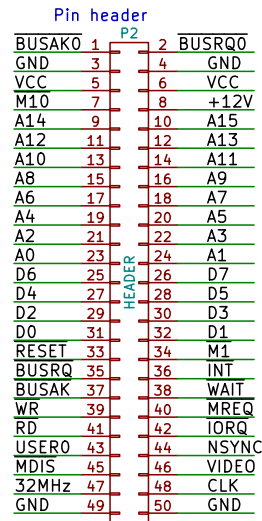 Pin header
P2
BUSAK0 1 2 BUSRQ0
GND 3 4 GND
VCC 5 6 VCC
M10 7 8 +12V
A14 9 10 A15
A12 11 12 A13
A10 13 14 A11
A8 15 16 A9
A6 17 18 A7
A4 19 20 A5
A2 21 22 A3
A0 23 24 A1
D6 25 26 D7
D4 27 28 D5
D2 29 30 D3
D0 31 32 D1
RESET 33 34 M1
BUSRQ 35 36 INT
BUSAK 37 38 WAIT
WR 39 40 MREQ
RD 41 42 IORQ
USER0 43 44 NSYNC
MDIS 45 46 VIDEO
32MHz 47 48 CLK
GND 49 50 GND
HEADER